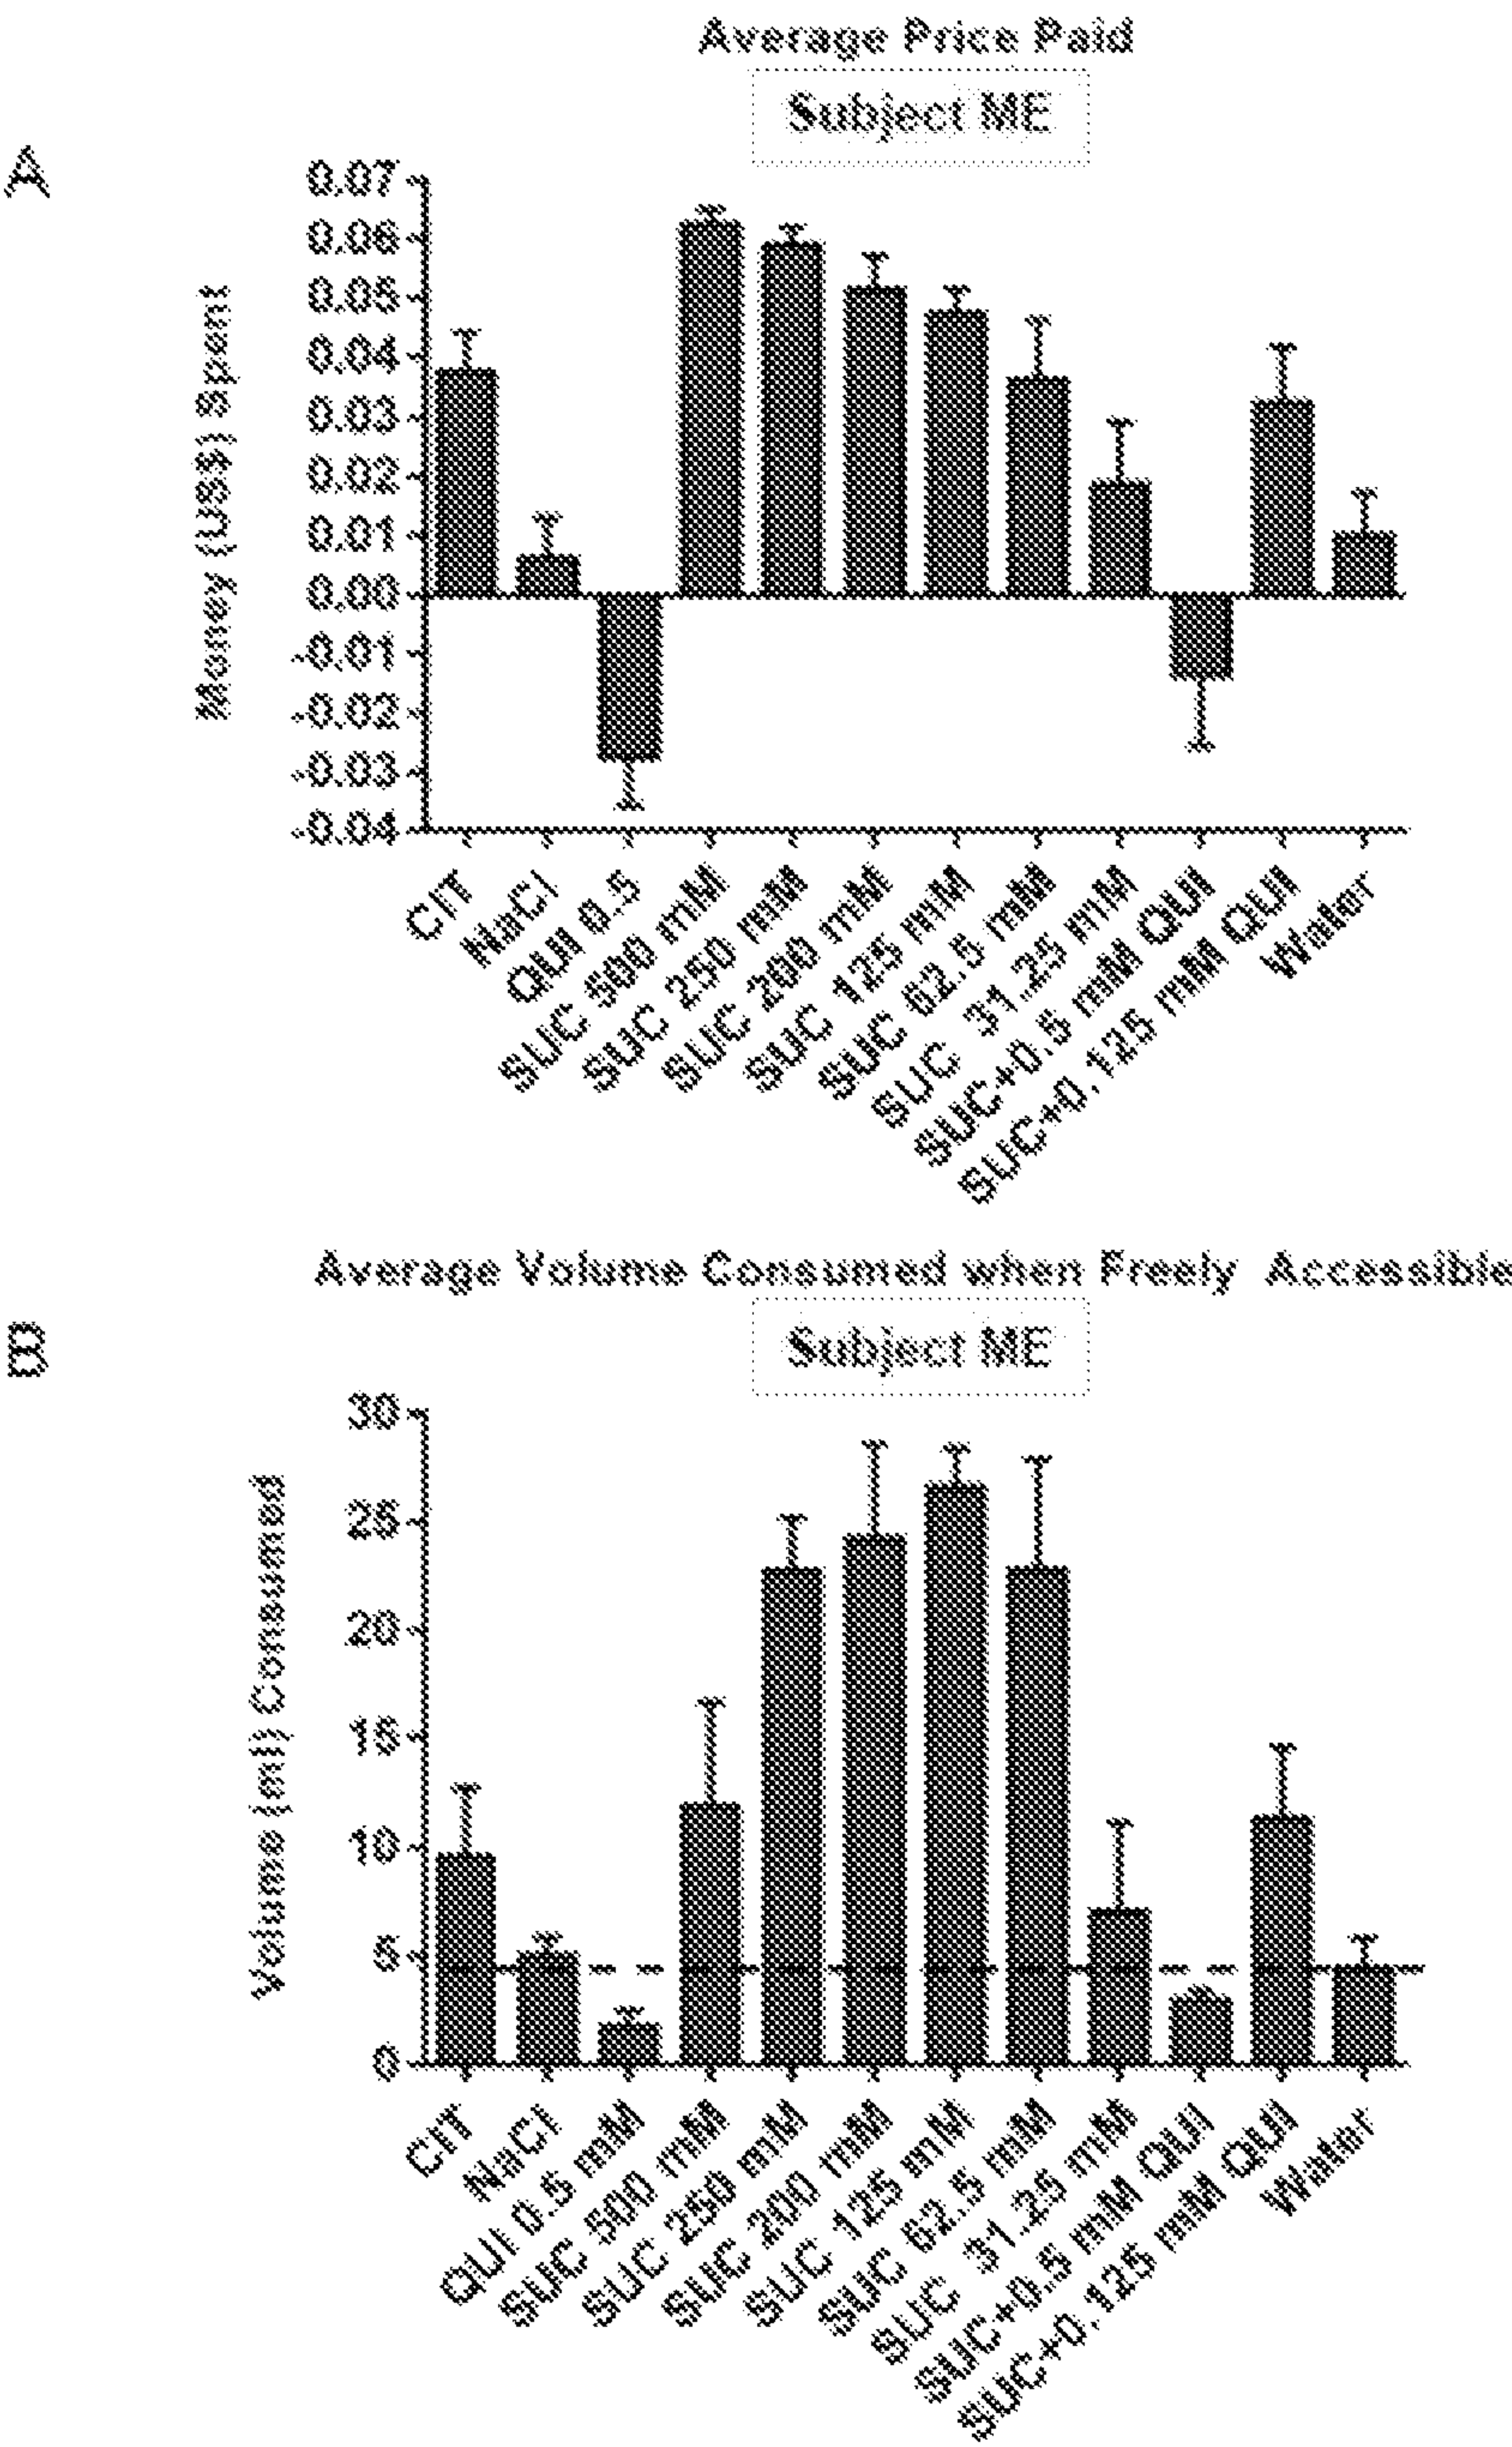 Average Price Paid
Subject ME
A
0.07
0.06
0.05
0.04
0.03
0.02
0.01
0.00
-0.01
-0.02
-0.03
-0.04
Money (US$) Spent
CIT
NaCl
QUI 0.5
SUC 500 mM
SUC 250 mM
SUC 200 mM
SUC 125 mM
SUC 62.5 mM
SUC 31.25 mM
SUC+0.5 mM QUI
SUC+0.125 mM QUI
Water
Average Volume Consumed when Freely Accessible
Subject ME
B
30
25
20
15
10
5
0
Volume (ml) Consumed
CIT
NaCl
QUI 0.5 mM
SUC 500 mM
SUC 250 mM
SUC 200 mM
SUC 125 mM
SUC 62.5 mM
SUC 31.25 mM
SUC+0.5 mM QUI
SUC+0.125 mM QUI
Water